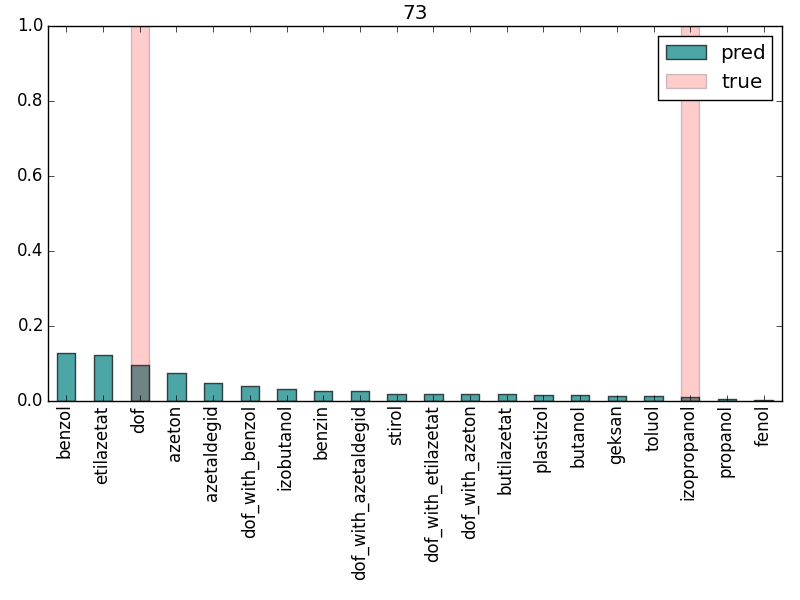 73
1.0
0.8
0.6
0.4
0.2
0.0
pred
true
benzol
etilazetat
dof
azeton
azetaldegid
dof_with_benzol
izobutanol
benzin
dof_with_azetaldegid
stirol
dof_with_etilazetat
dof_with_azeton
butilazetat
plastizol
butanol
geksan
toluol
izopropanol
propanol
fenol